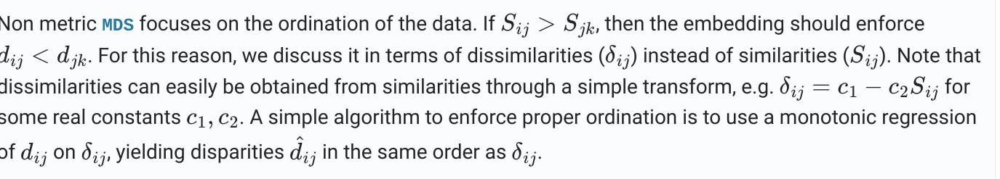 Non metric MDS focuses on the ordination of the data. If $S_{ij} > S_{jk}$, then the embedding should enforce
$d_{ij} < d_{jk}$. For this reason, we discuss it in terms of dissimilarities ($\delta_{ij}$) instead of similarities ($S_{ij}$). Note that
dissimilarities can easily be obtained from similarities through a simple transform, e.g. $\delta_{ij} = c_1 - c_2 S_{ij}$ for
some real constants $c_1, c_2$. A simple algorithm to enforce proper ordination is to use a monotonic regression
of $d_{ij}$ on $\delta_{ij}$, yielding disparities $\hat{d}_{ij}$ in the same order as $\delta_{ij}$.